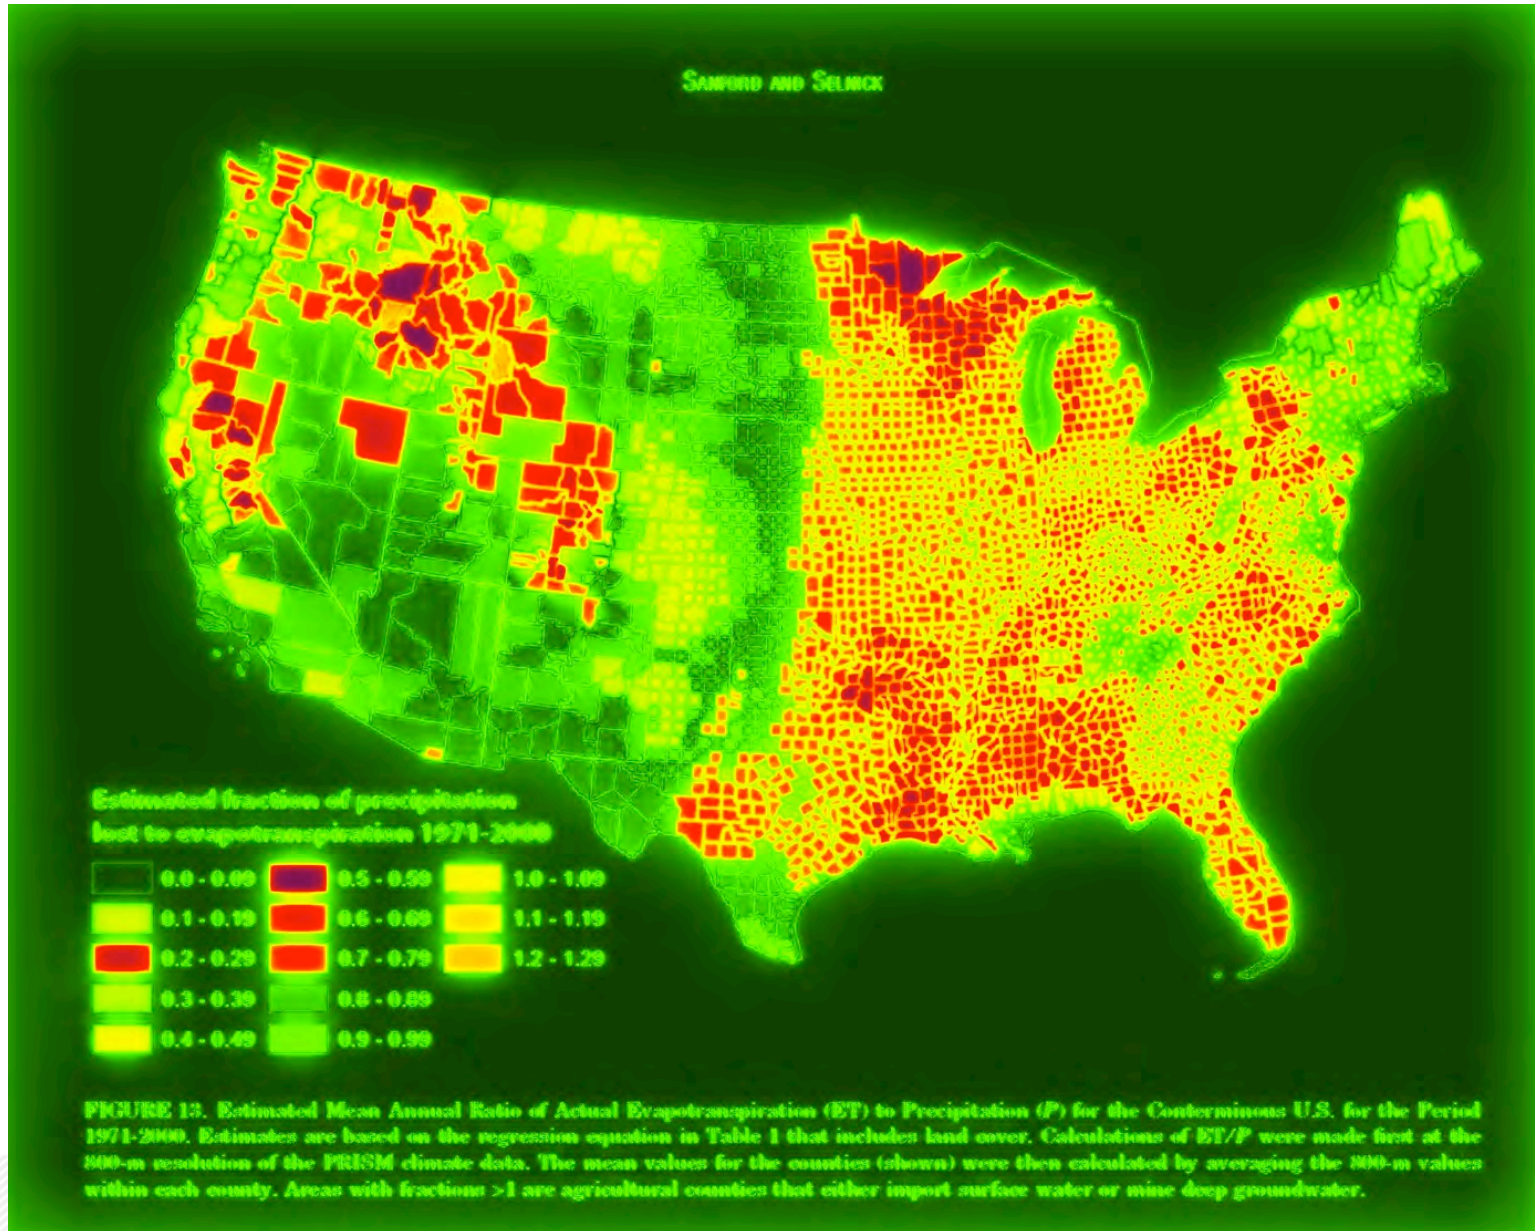 SANFORD AND SELNICK
Estimated fraction of precipitation
lost to evapotranspiration 1971-2000
0.0 - 0.09 0.5 - 0.59 1.0 - 1.09
0.1 - 0.19 0.6 - 0.69 1.1 - 1.19
0.2 - 0.29 0.7 - 0.79 1.2 - 1.29
0.3 - 0.39 0.8 - 0.89
0.4 - 0.49 0.9 - 0.99
FIGURE 13. Estimated Mean Annual Ratio of Actual Evapotranspiration (ET) to Precipitation (P) for the Conterminous U.S. for the Period
1971-2000. Estimates are based on the regression equation in Table 1 that includes land cover. Calculations of ET/P were made first at the
800-m resolution of the PRISM climate data. The mean values for the counties (shown) were then calculated by averaging the 800-m values
within each county. Areas with fractions >1 are agricultural counties that either import surface water or mine deep groundwater.